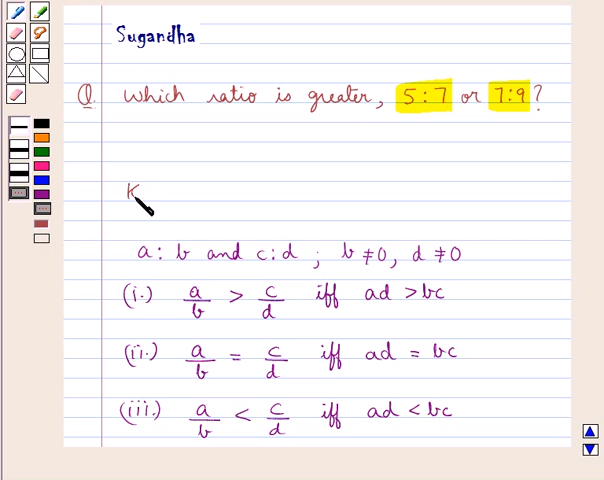 Sugandha
Q. Which ratio is greater, 5:7 or 7:9?
K
a : b and c : d ; b ≠ 0, d ≠ 0
(i.) a/b > c/d iff ad > bc
(ii.) a/b = c/d iff ad = bc
(iii.) a/b < c/d iff ad < bc